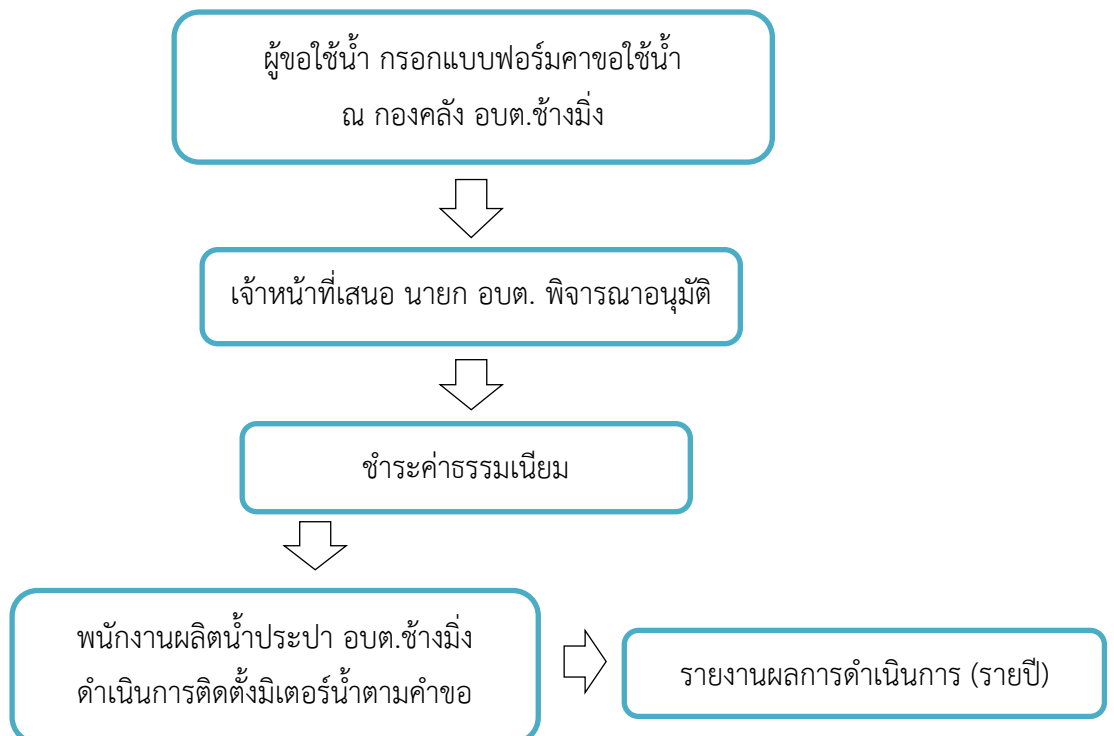 ผู้ขอใช้น้ำ กรอกแบบฟอร์มคาขอใช้น้ำ
ณ กองคลัง อบต.ช้างมิ่ง
เจ้าหน้าที่เสนอ นายก อบต. พิจารณาอนุมัติ
ชำระค่าธรรมเนียม
พนักงานผลิตน้ำประปา อบต.ช้างมิ่ง
ดำเนินการติดตั้งมิเตอร์น้ำตามคำขอ
รายงานผลการดำเนินการ (รายปี)